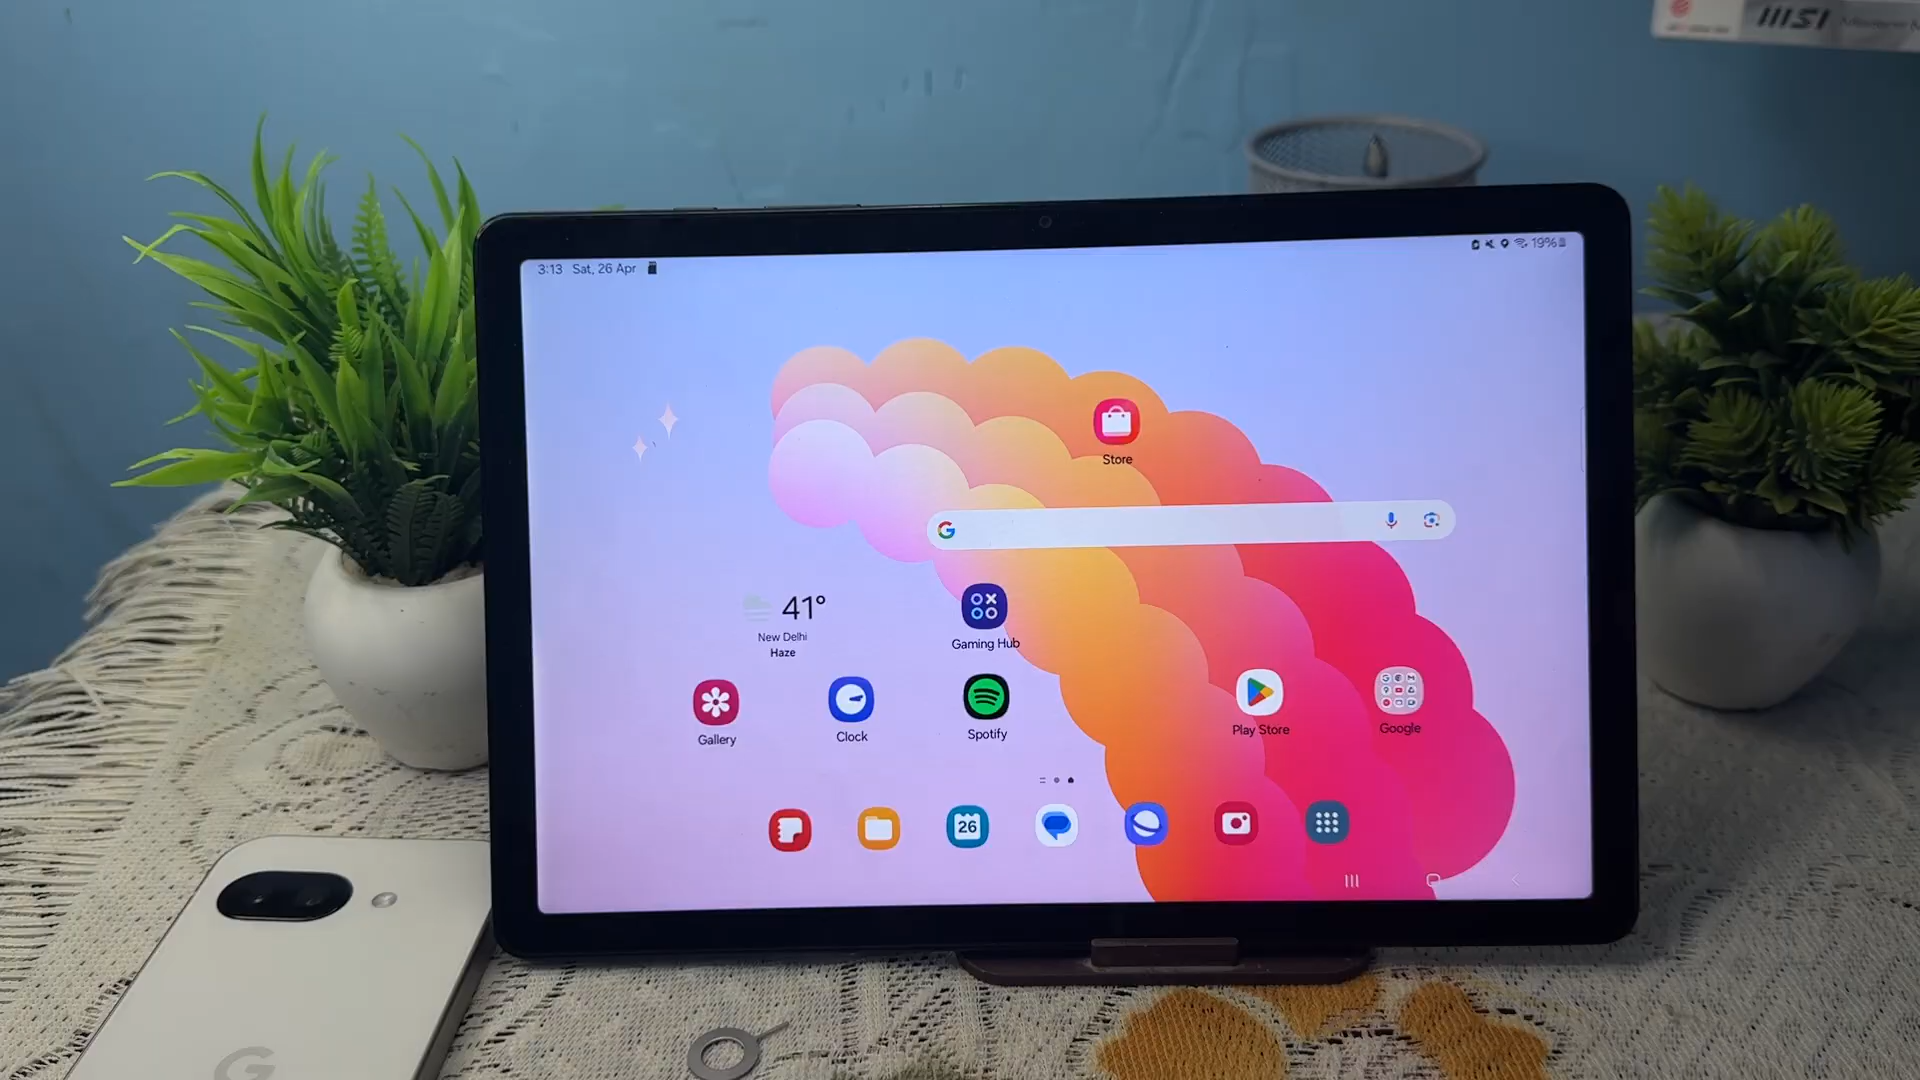 msi
3:13 Sat, 26 Apr
19%
Store
41°
New Delhi
Haze
Gaming Hub
Gallery
Clock
Spotify
Play Store
Google
26
G